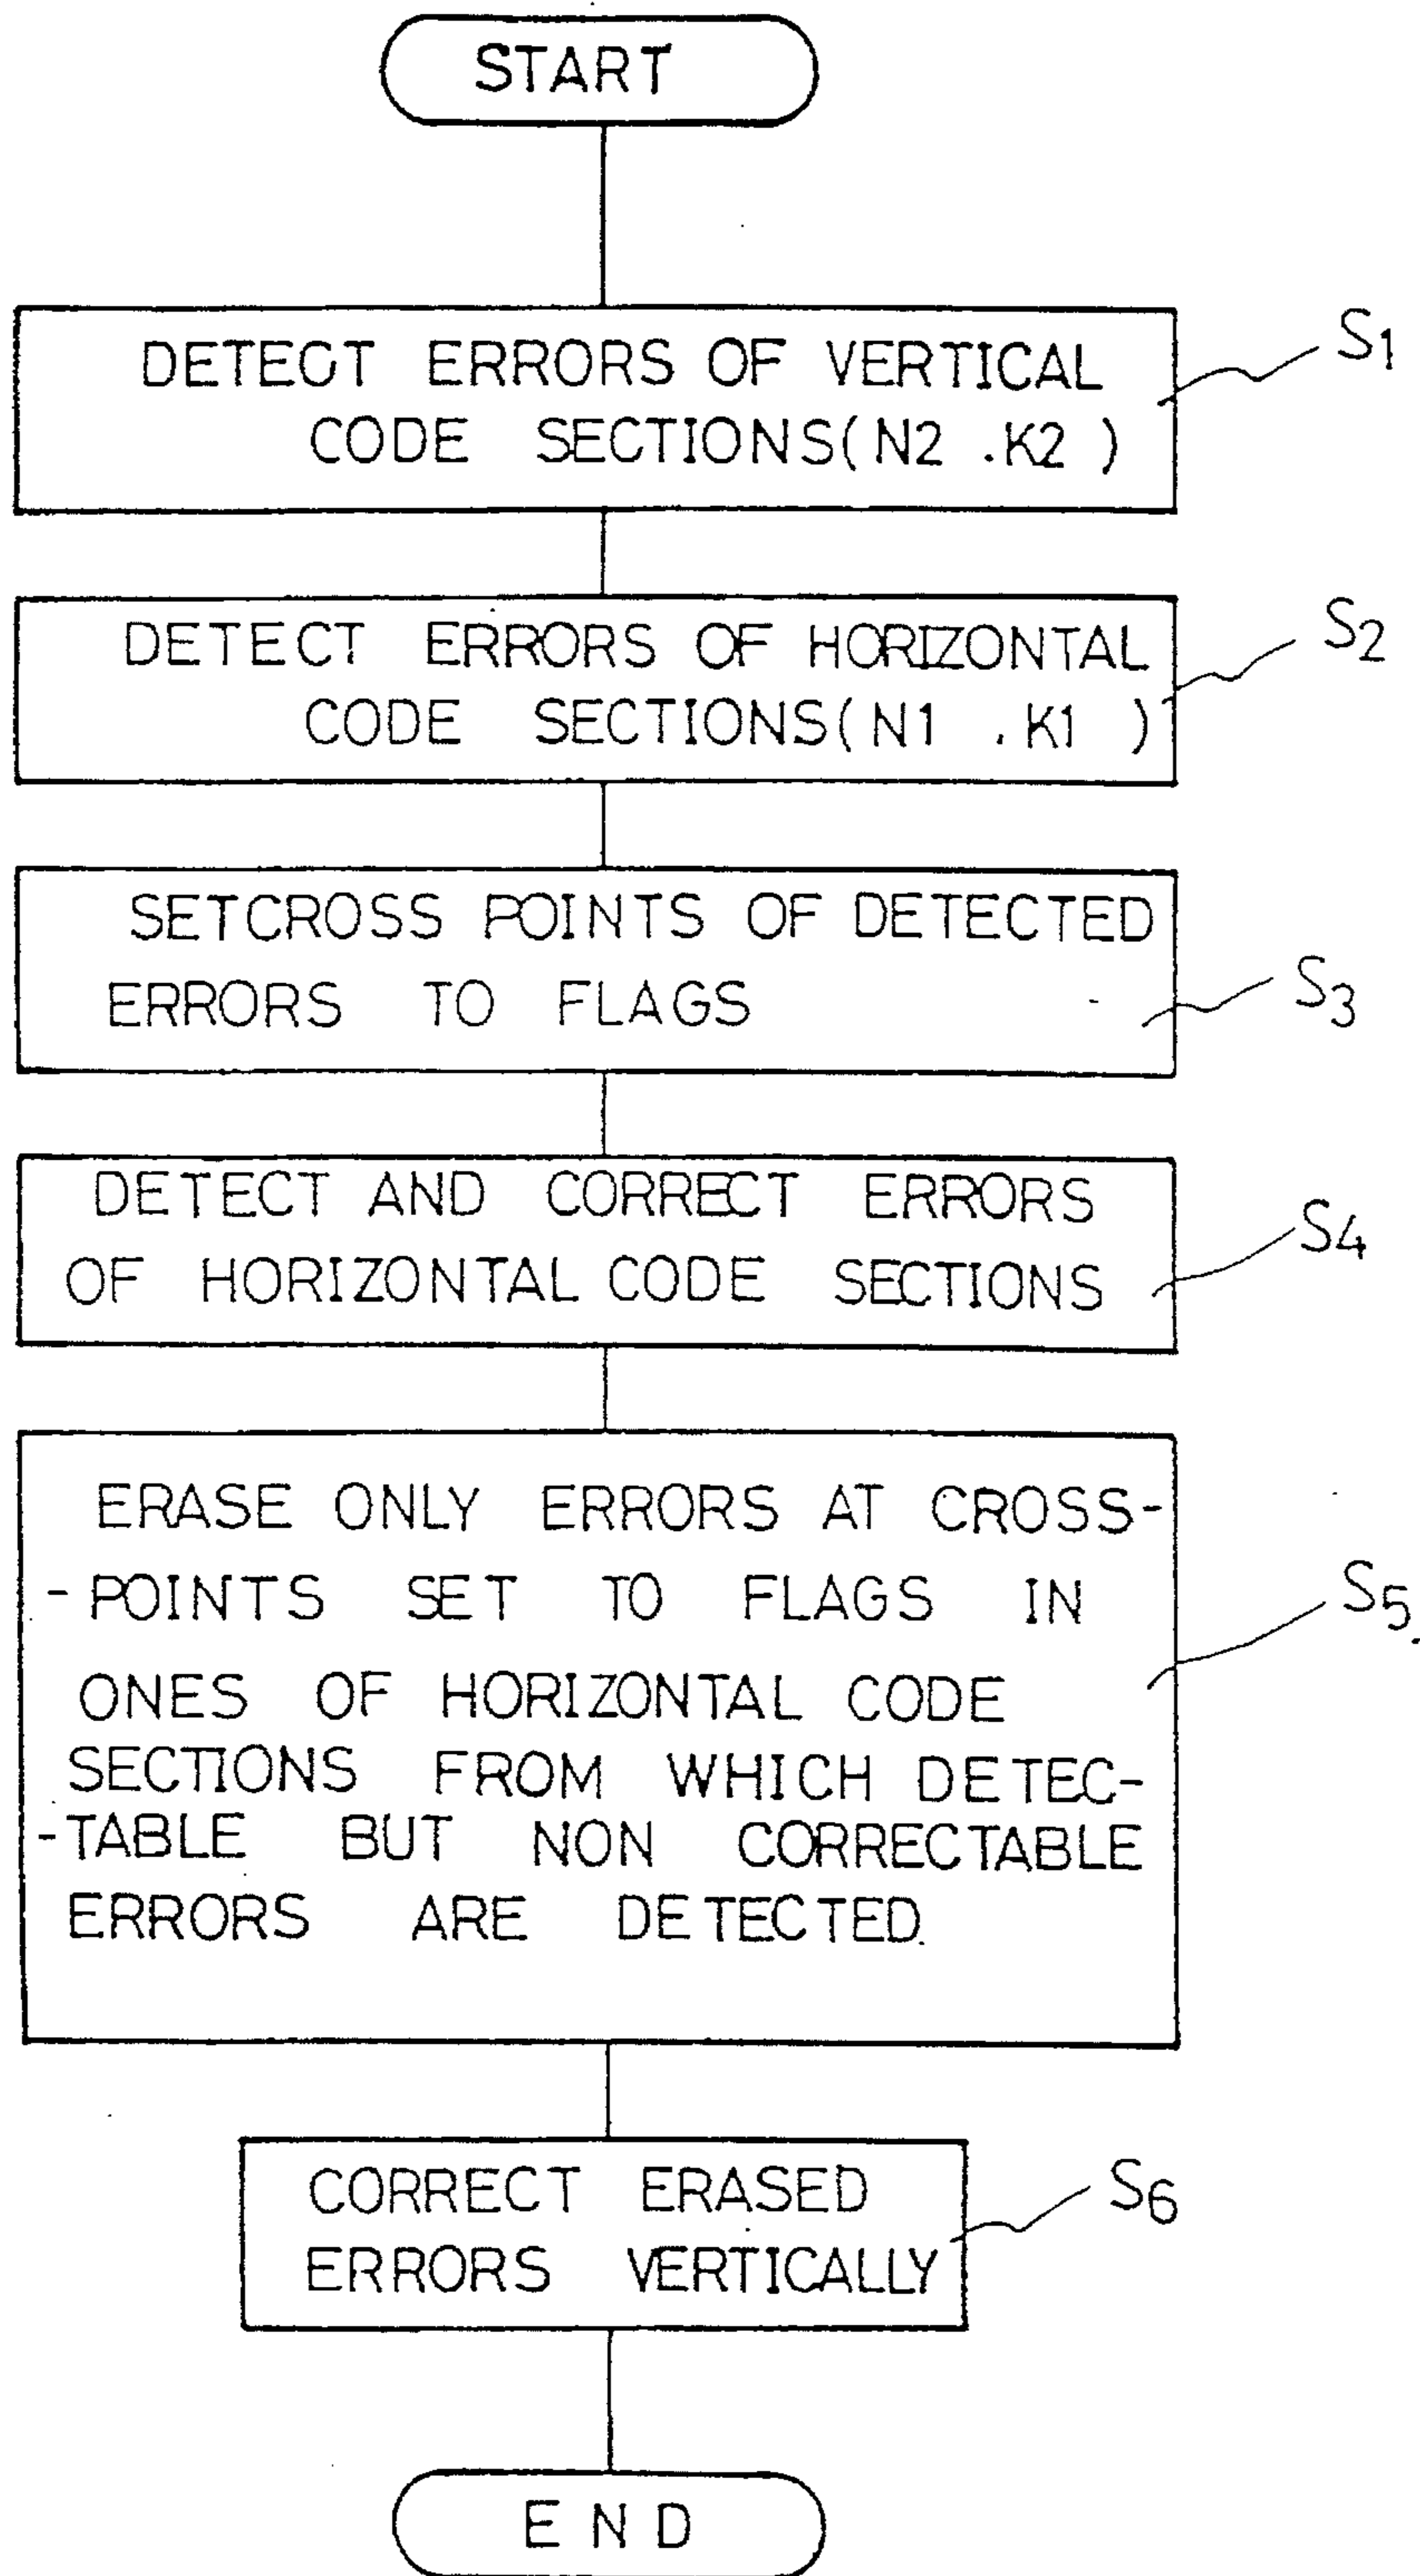 START
DETECT ERRORS OF VERTICAL
CODE SECTIONS(N2 .K2 )
S1
DETECT ERRORS OF HORIZONTAL
CODE SECTIONS(N1 .K1 )
S2
SETCROSS POINTS OF DETECTED
ERRORS TO FLAGS
S3
DETECT AND CORRECT ERRORS
OF HORIZONTAL CODE SECTIONS
S4
ERASE ONLY ERRORS AT CROSS-
-POINTS SET TO FLAGS IN
ONES OF HORIZONTAL CODE
SECTIONS FROM WHICH DETEC-
-TABLE BUT NON CORRECTABLE
ERRORS ARE DETECTED.
S5.
CORRECT ERASED
ERRORS VERTICALLY
S6
END